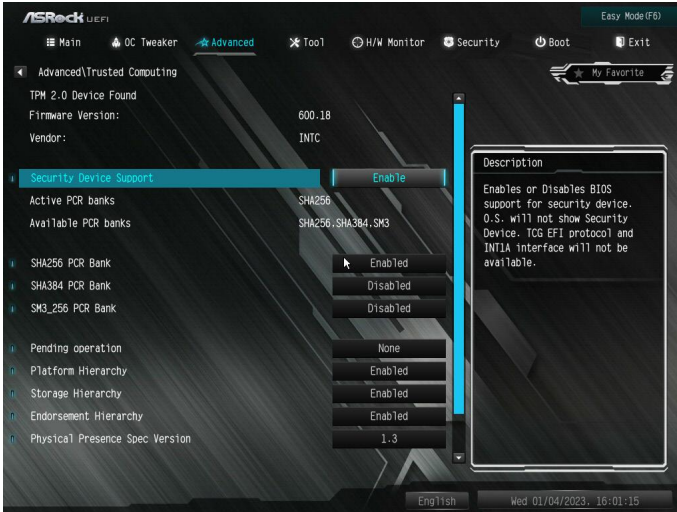 ASRock UEFI
Easy Mode(F6)
Main OC Tweaker Advanced Tool H/W Monitor Security Boot Exit
Advanced\Trusted Computing
My Favorite
TPM 2.0 Device Found
Firmware Version: 600.18
Vendor: INTC
Security Device Support Enable
Active PCR banks SHA256
Available PCR banks SHA256,SHA384,SM3
SHA256 PCR Bank Enabled
SHA384 PCR Bank Disabled
SM3_256 PCR Bank Disabled
Pending operation None
Platform Hierarchy Enabled
Storage Hierarchy Enabled
Endorsement Hierarchy Enabled
Physical Presence Spec Version 1.3
Description
Enables or Disables BIOS
support for security device.
O.S. will not show Security
Device. TCG EFI protocol and
INT1A interface will not be
available.
English
Wed 01/04/2023. 16:01:15